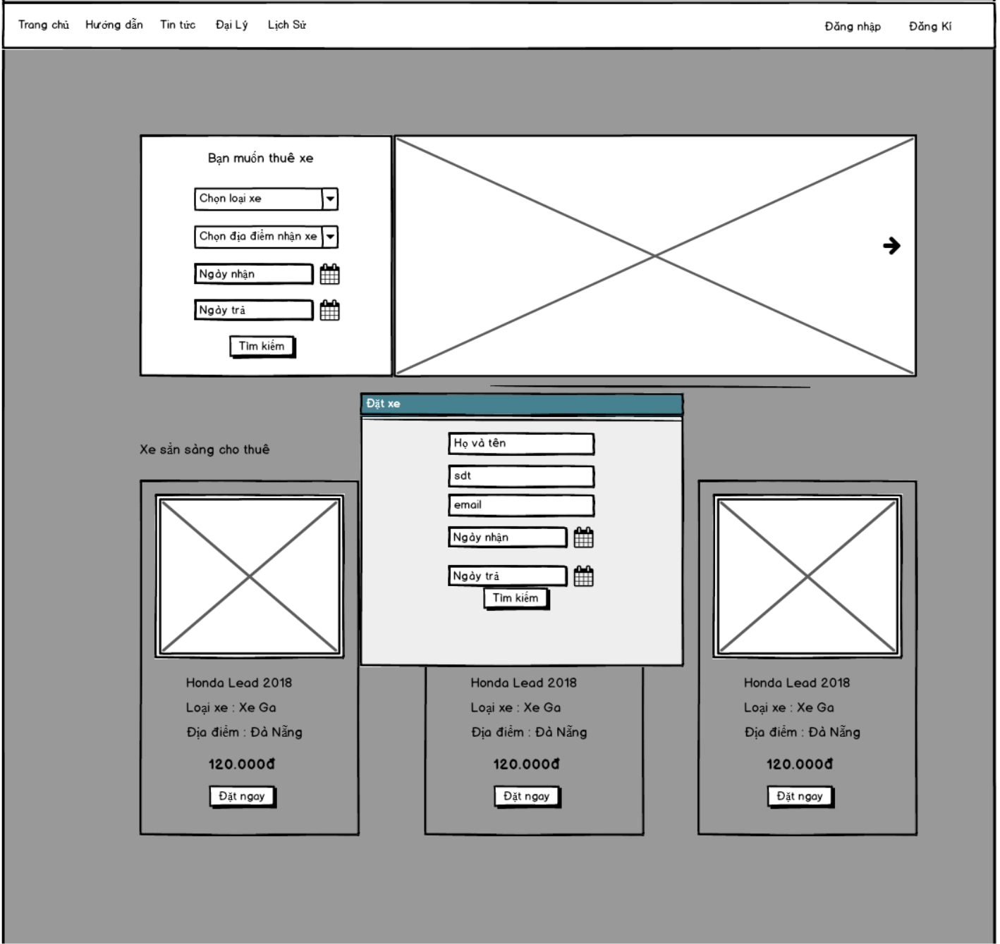 Trang chủ Hướng dẫn Tin tức Đại Lý Lịch Sử Đăng nhập Đăng Kí
Bạn muốn thuê xe
Chọn loại xe
Chọn địa điểm nhận xe
Ngày nhận
Ngày trả
Tìm kiếm
Đặt xe
Họ và tên
sdt
email
Ngày nhận
Ngày trả
Tìm kiếm
Xe sẳn sàng cho thuê
Honda Lead 2018
Loại xe : Xe Ga
Địa điểm : Đà Nẵng
120.000đ
Đặt ngay
Honda Lead 2018
Loại xe : Xe Ga
Địa điểm : Đà Nẵng
120.000đ
Đặt ngay
Honda Lead 2018
Loại xe : Xe Ga
Địa điểm : Đà Nẵng
120.000đ
Đặt ngay